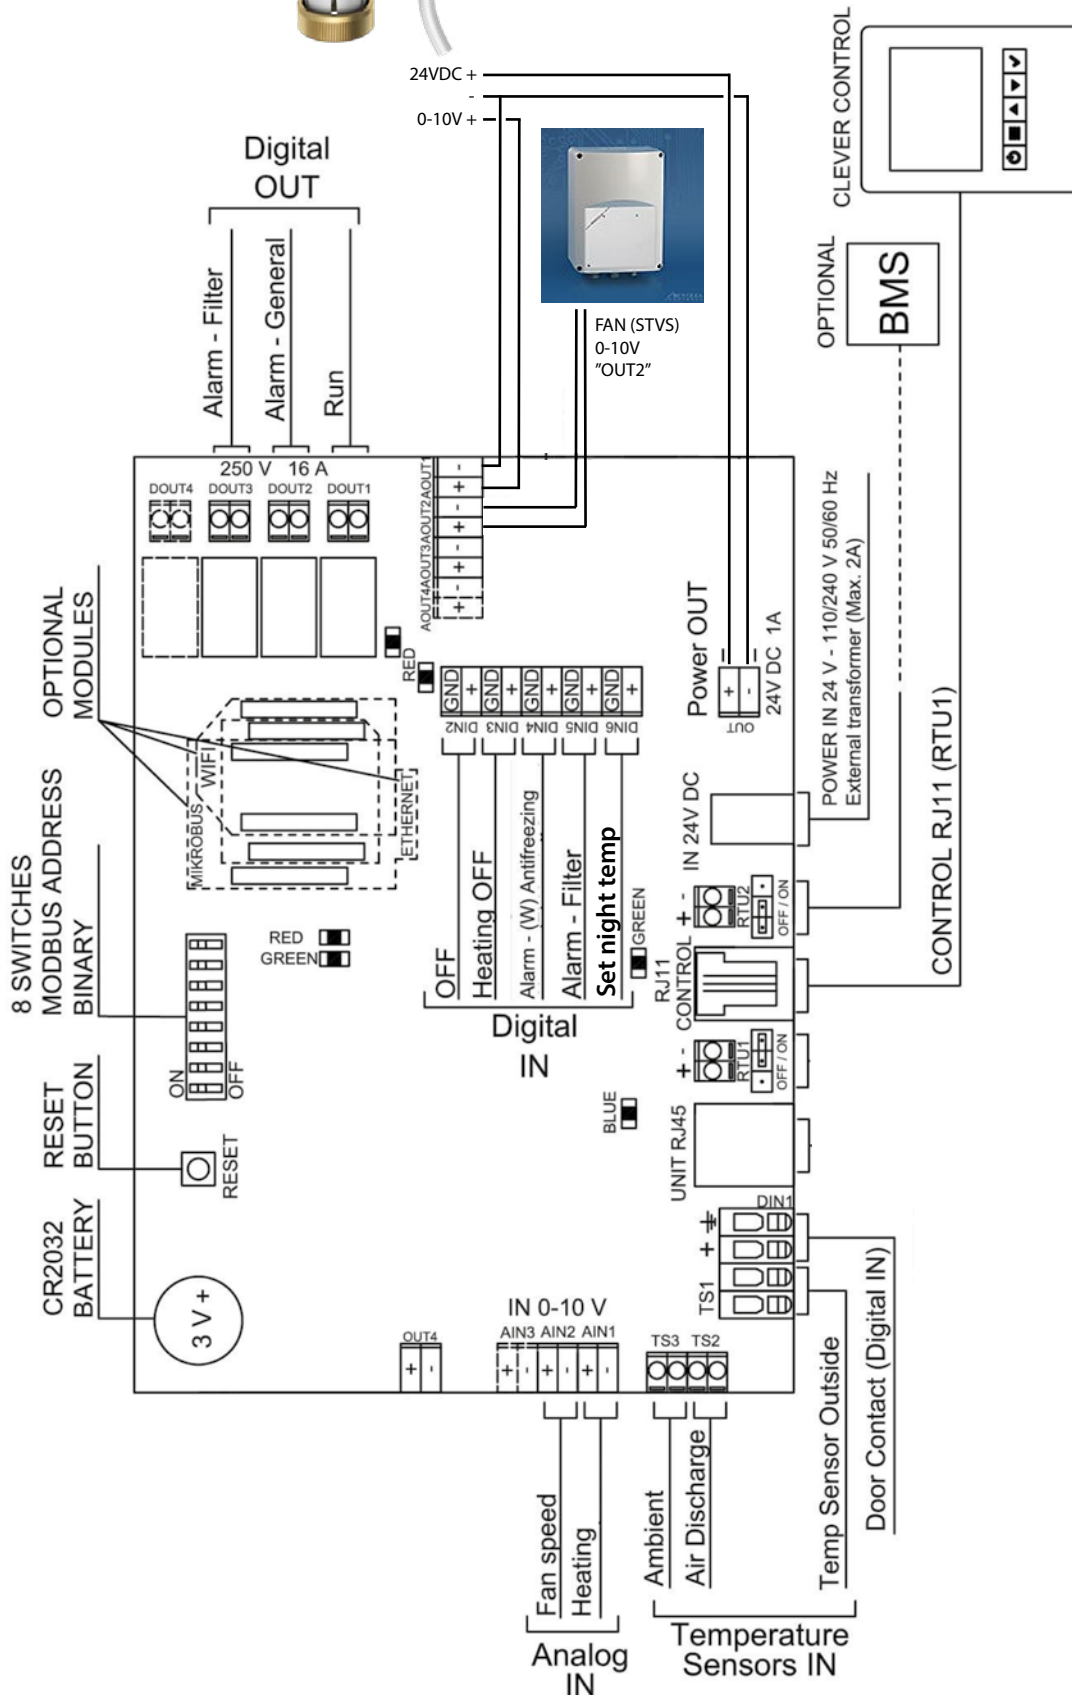 24VDC +
-
0-10V +
Digital
OUT
Alarm - Filter
Alarm - General
Run
FAN (STVS)
0-10V
"OUT2"
CLEVER CONTROL
OPTIONAL
BMS
250 V 16 A
DOUT4 DOUT3 DOUT2 DOUT1
AOUT4 AOUT3 AOUT2 AOUT1
+ - + - + - + -
OPTIONAL
MODULES
RED
MIKROBUS
WIFI
ETHERNET
GND + GND + GND + GND + GND +
DIN2 DIN3 DIN4 DIN5 DIN6
OFF
Heating OFF
Alarm - (W) Antifreezing
Alarm - Filter
Set night temp
Digital
IN
Power OUT
+ -
OUT
24V DC 1A
POWER IN 24 V - 110/240 V 50/60 Hz
External transformer (Max. 2A)
IN 24V DC
CONTROL RJ11 (RTU1)
8 SWITCHES
MODBUS ADDRESS
BINARY
RED
GREEN
ON
OFF
GREEN
+ -
RTU2
OFF / ON
RJ11
CONTROL
+ -
RTU1
OFF / ON
RESET
BUTTON
RESET
BLUE
UNIT RJ45
CR2032
BATTERY
3 V +
DIN1
+
TS1
OUT4
+ -
IN 0-10 V
AIN3 AIN2 AIN1
+ - + - + -
TS3 TS2
Fan speed
Heating
Analog
IN
Ambient
Air Discharge
Temp Sensor Outside
Door Contact (Digital IN)
Temperature
Sensors IN